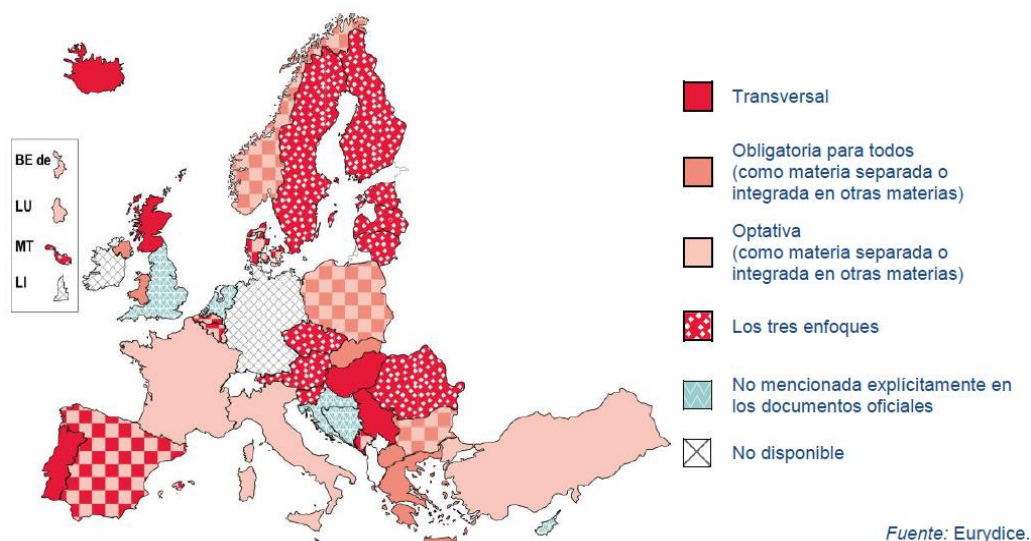 BE de
LU
MT
LI
Transversal
Obligatoria para todos
(como materia separada o
integrada en otras materias)
Optativa
(como materia separada o
integrada en otras materias)
Los tres enfoques
No mencionada explícitamente en
los documentos oficiales
No disponible
Fuente: Eurydice.